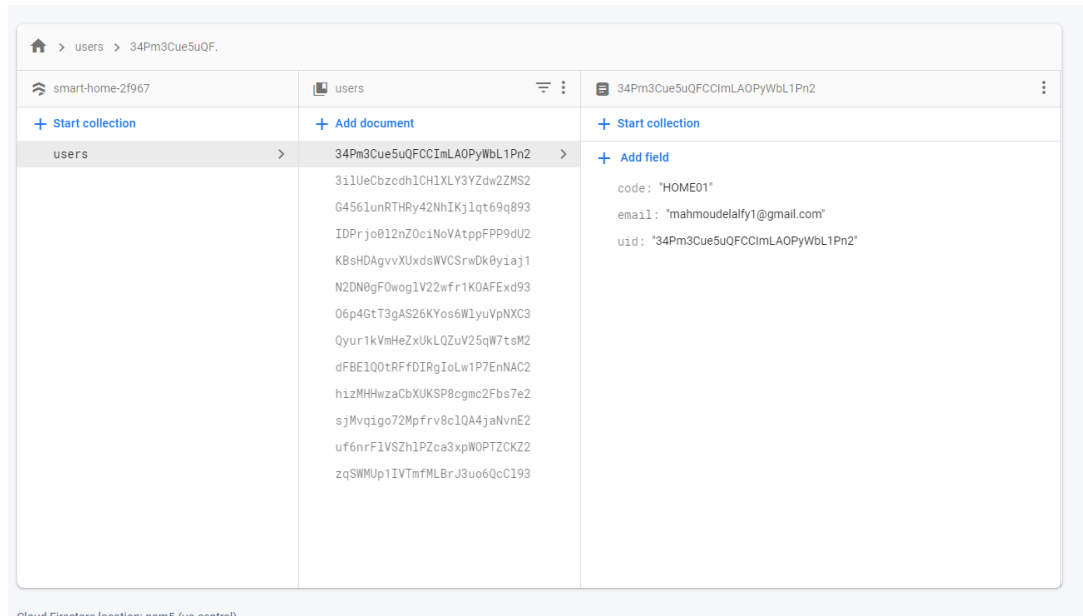 users > 34Pm3Cue5uQF.
smart-home-2f967
+ Start collection
users
users
+ Add document
34Pm3Cue5uQFCCImLAOPyWbL1Pn2
3ilUeCbzcdhlCHlXLY3YZdw2ZMS2
G456lunRTHRy42NhIKjlqt69q893
IDPrjo0l2nZOciNoVAtppFPP9dU2
KBsHDAgvvXUxdsWVCSrwDk0yiaj1
N2DN0gFOwoglV22wfr1KOAFExd93
O6p4GtT3gAS26KYos6WlyuVpNXC3
Qyur1kVmHeZxUkLQZuV25qW7tsM2
dFBElQOtRFfDIRgIoLw1P7EnNAC2
hizMHHwzaCbXUKSP8cgmc2Fbs7e2
sjMvqigo72Mpfrv8clQA4jaNvnE2
uf6nrFlVSZhlPZca3xpWOPTZCKZ2
zqSWMUp1IVTmfMLBrJ3uo6QcCl93
34Pm3Cue5uQFCCImLAOPyWbL1Pn2
+ Start collection
+ Add field
code: "HOME01"
email: "mahmoudelalfy1@gmail.com"
uid: "34Pm3Cue5uQFCCImLAOPyWbL1Pn2"